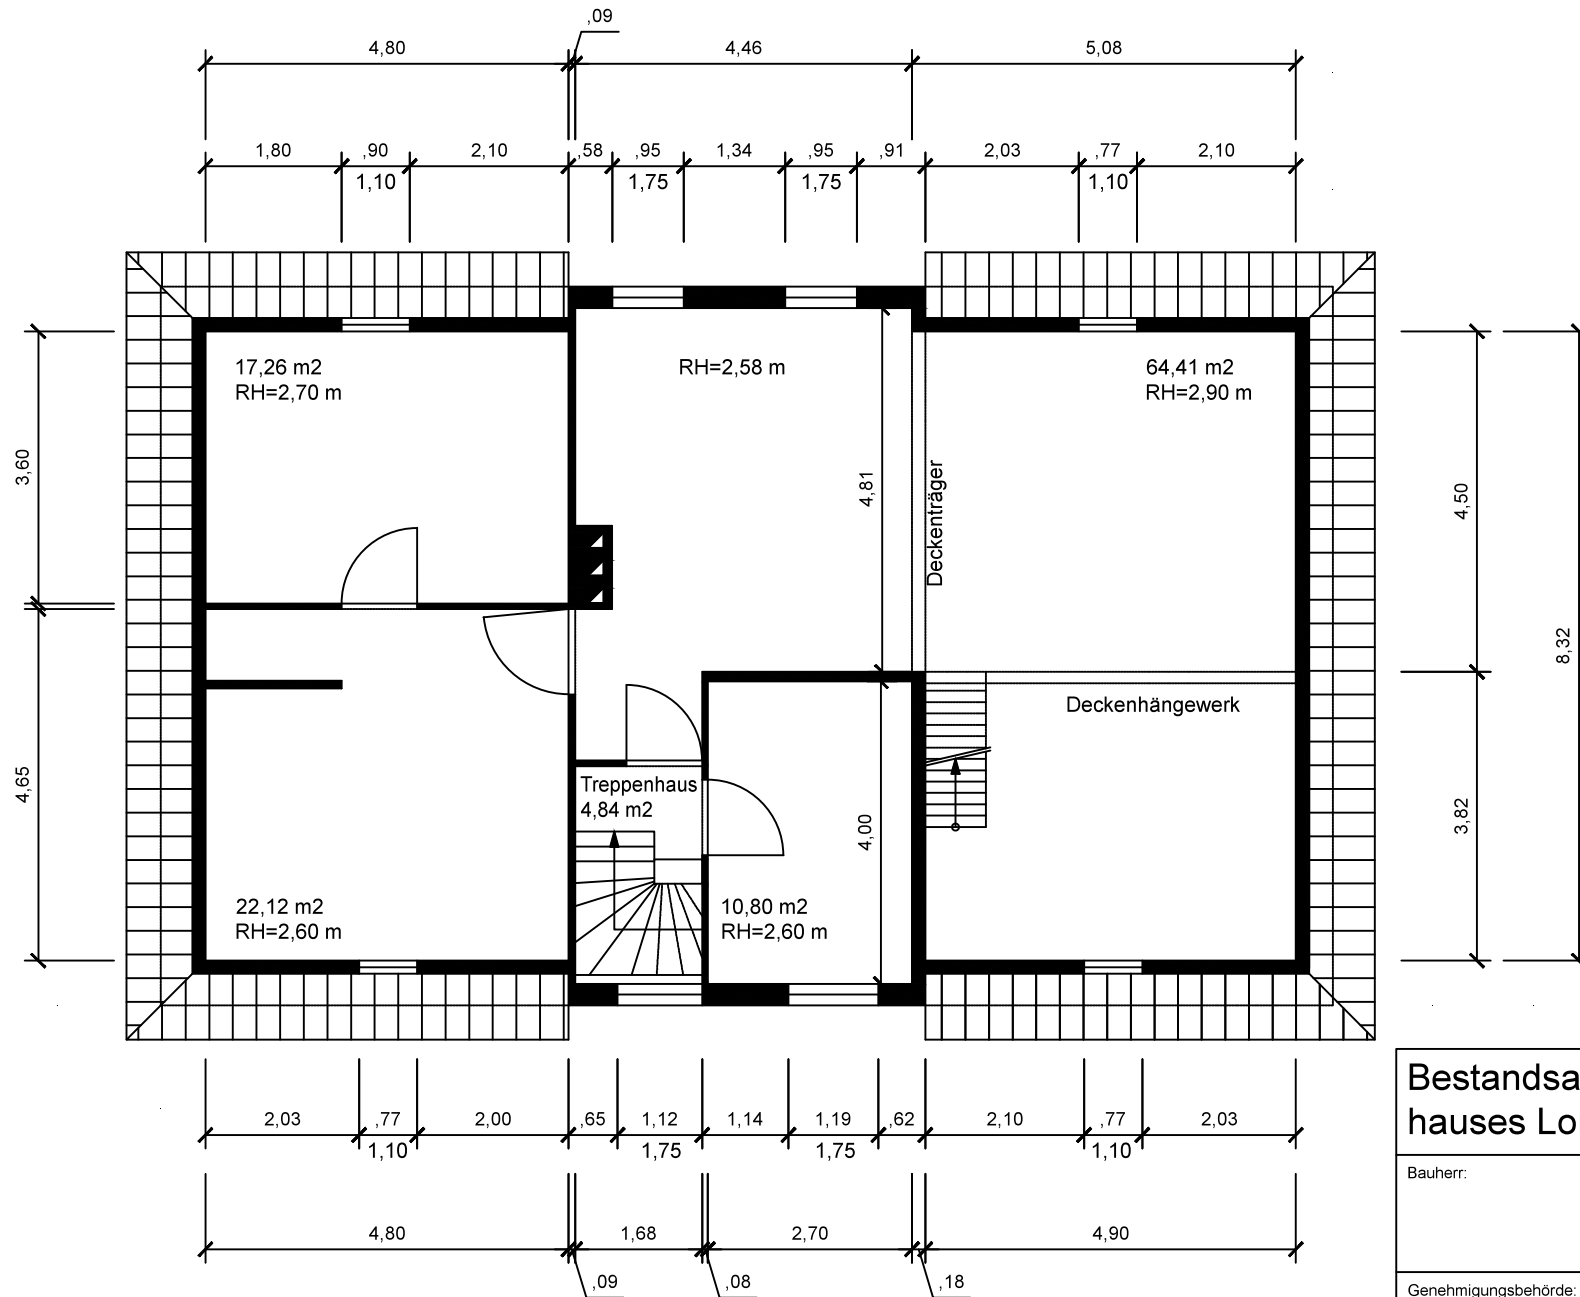 ,09
4,80
4,46
5,08
1,80
,90
2,10
,58
,95
1,34
,95
,91
2,03
,77
2,10
1,10
1,75
1,75
1,10
17,26 m2
RH=2,70 m
RH=2,58 m
64,41 m2
RH=2,90 m
3,60
4,81
Deckenträger
4,50
8,32
Deckenhängewerk
4,65
Treppenhaus
4,84 m2
4,00
3,82
22,12 m2
RH=2,60 m
10,80 m2
RH=2,60 m
Bestandsa
hauses Lo
2,03
,77
2,00
,65
1,12
1,14
1,19
,62
2,10
,77
2,03
1,10
1,75
1,75
1,10
Bauherr:
4,80
1,68
2,70
4,90
,09
,08
,18
Genehmigungsbehörde: